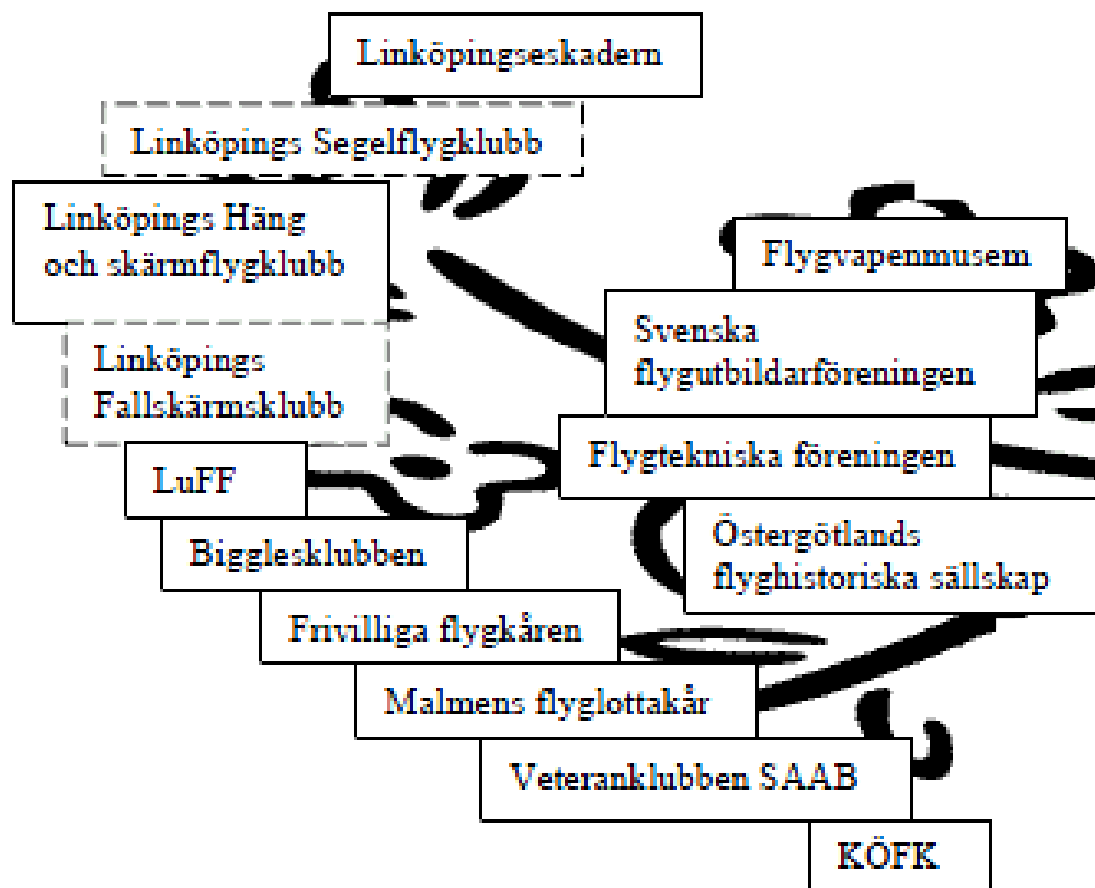 Linköpingseskadern
Linköpings Segelflygklubb
Linköpings Häng
och skärmflygklubb
Flygvapenmusem
Svenska
flygutbildarföreningen
Linköpings
Fallskärmsklubb
Flygtekniska föreningen
LuFF
Östergötlands
flyghistoriska sällskap
Bigglesklubben
Frivilliga flygkåren
Malmens flyglottakår
Veteranklubben SAAB
KÖFK